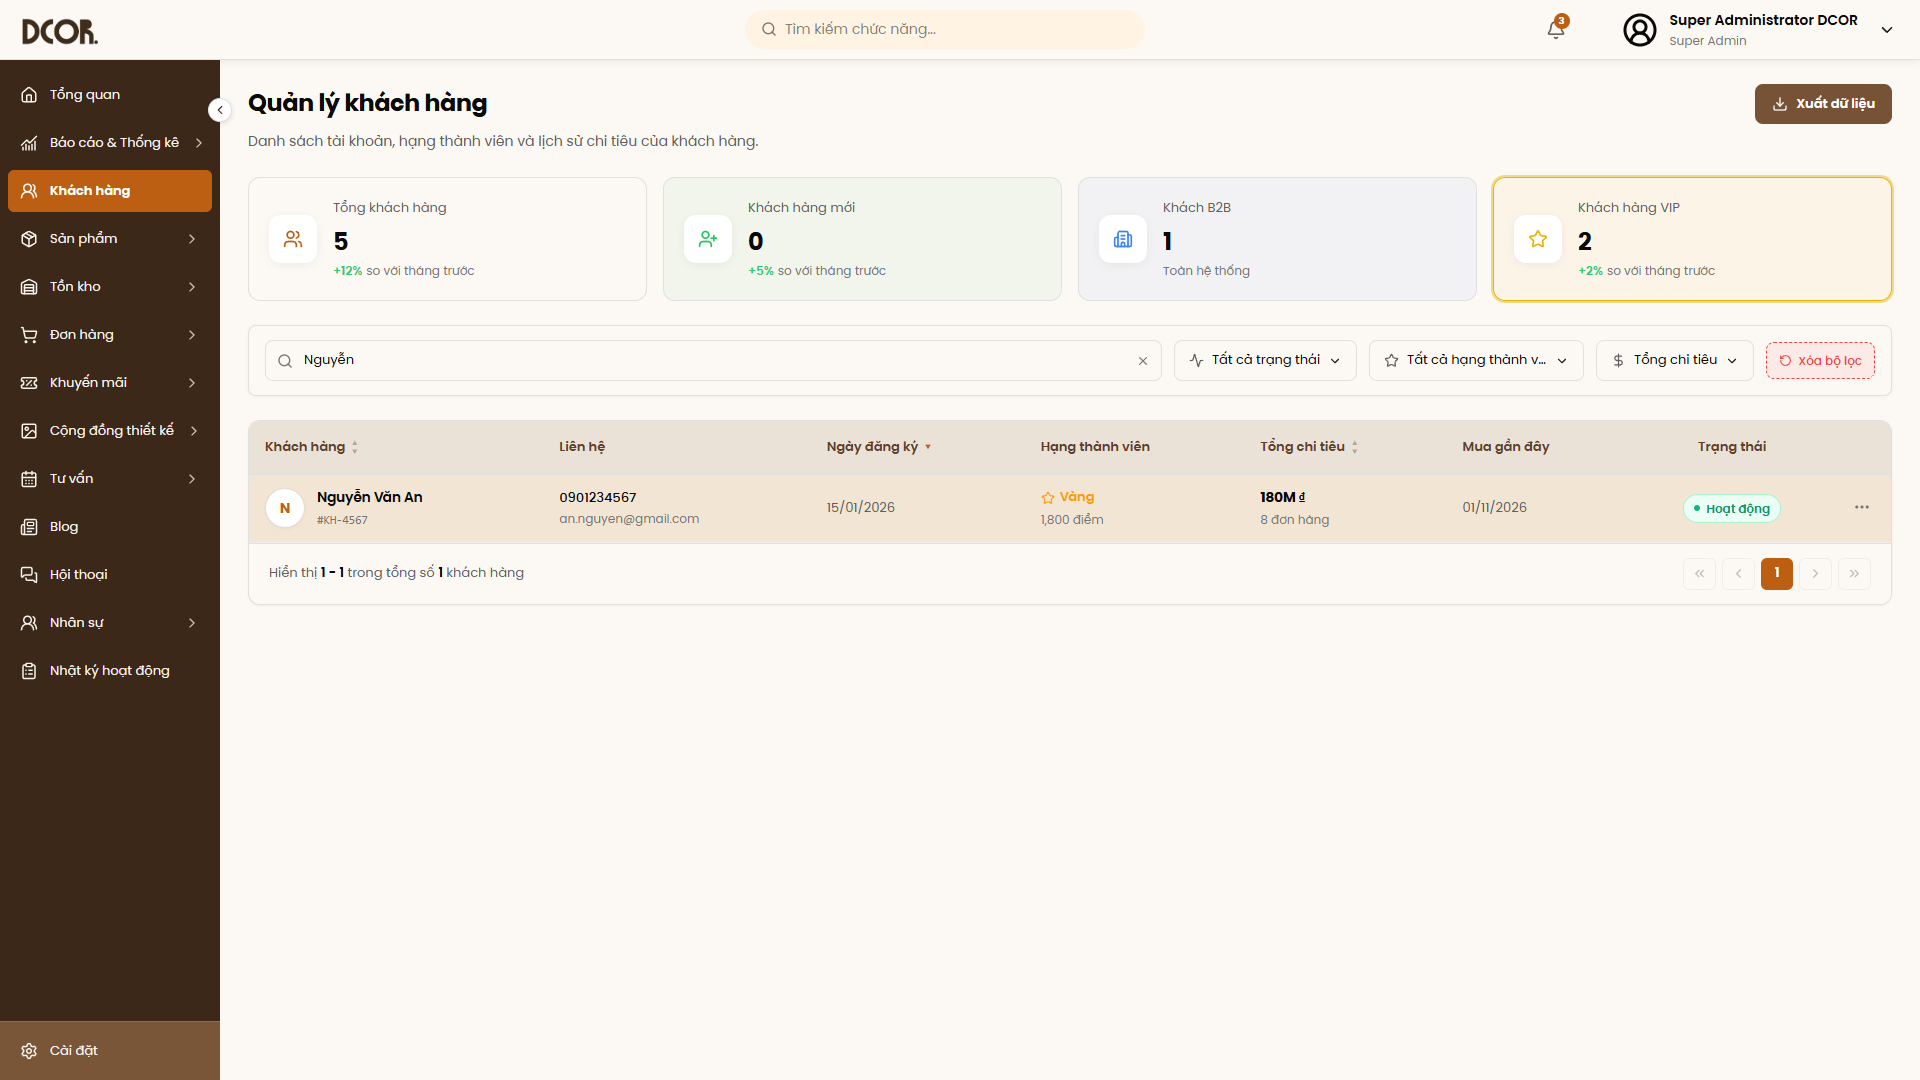 DCOR.
Tìm kiếm chức năng...
3
Super Administrator DCOR
Super Admin
Tổng quan
Báo cáo & Thống kê
Khách hàng
Sản phẩm
Tồn kho
Đơn hàng
Khuyến mãi
Cộng đồng thiết kế
Tư vấn
Blog
Hội thoại
Nhân sự
Nhật ký hoạt động
Cài đặt
Quản lý khách hàng
Danh sách tài khoản, hạng thành viên và lịch sử chi tiêu của khách hàng.
Xuất dữ liệu
Tổng khách hàng
5
+12% so với tháng trước
Khách hàng mới
0
+5% so với tháng trước
Khách B2B
1
Toàn hệ thống
Khách hàng VIP
2
+2% so với tháng trước
Nguyễn
Tất cả trạng thái
Tất cả hạng thành v...
Tổng chi tiêu
Xóa bộ lọc
Khách hàng Liên hệ Ngày đăng ký Hạng thành viên Tổng chi tiêu Mua gần đây Trạng thái
N
Nguyễn Văn An
#KH-4567
0901234567
an.nguyen@gmail.com
15/01/2026
Vàng
1,800 điểm
180M ₫
8 đơn hàng
01/11/2026
Hoạt động
Hiển thị 1 - 1 trong tổng số 1 khách hàng
1